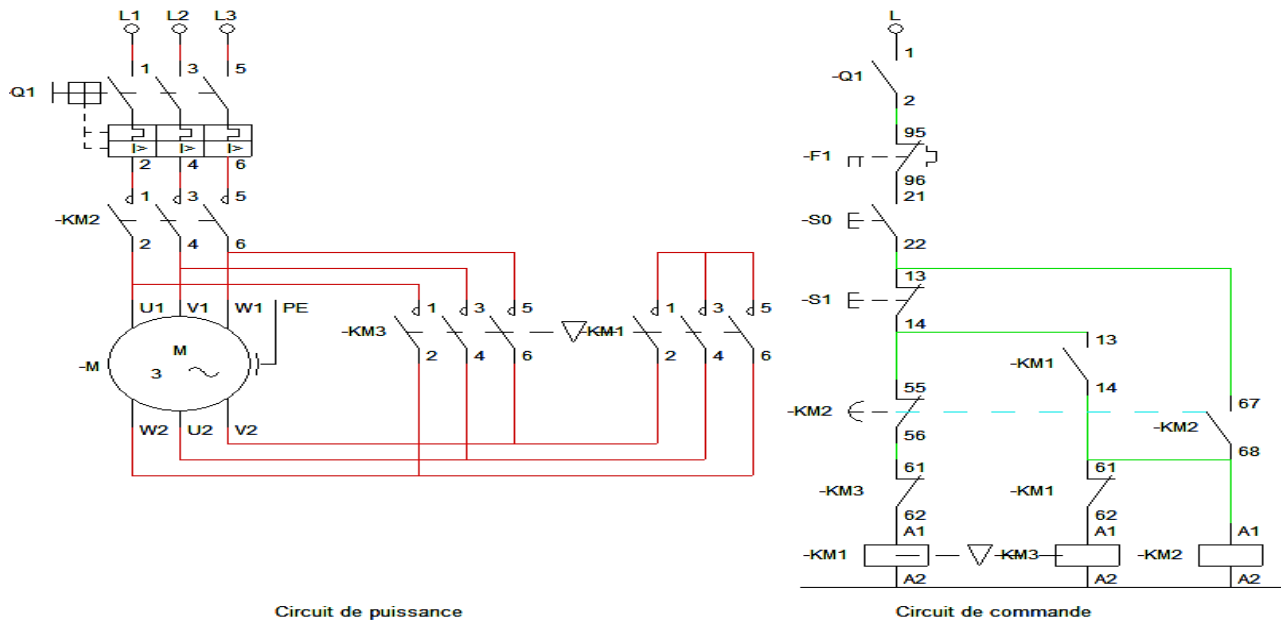 L1 L2 L3
1 3 5
-Q1
I> I> I>
2 4 6
1 3 5
-KM2
2 4 6
U1 V1 W1 PE
-M
M
3
W2 U2 V2
1 3 5
-KM3
2 4 6
1 3 5
-KM1
2 4 6
Circuit de puissance
L
1
-Q1
2
95
-F1
96
21
-S0
22
13
-S1
14
13
-KM1
14
55
-KM2
56
67
-KM2
68
61
-KM3
62
61
-KM1
62
A1 A1 A1
-KM1 -KM3 -KM2
A2 A2 A2
Circuit de commande